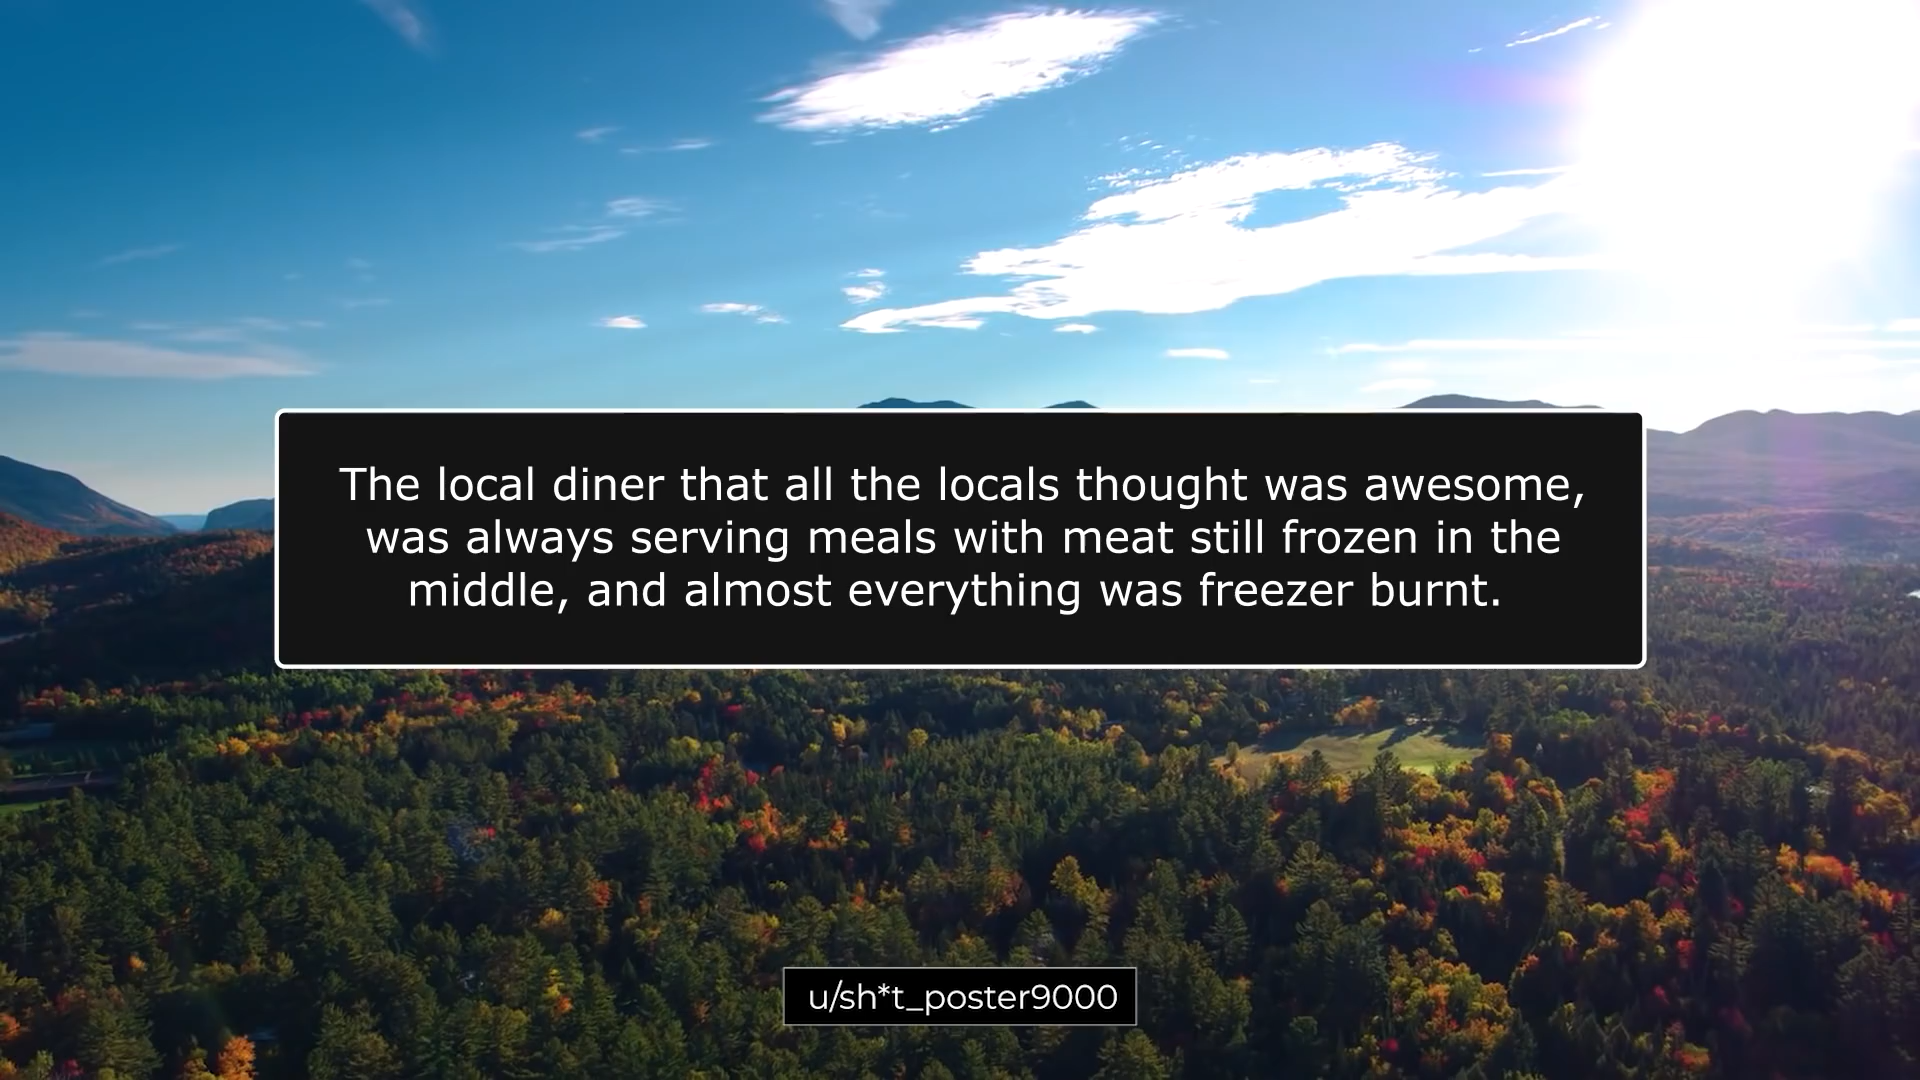 The local diner that all the locals thought was awesome,
was always serving meals with meat still frozen in the
middle, and almost everything was freezer burnt.
u/sh*t_poster9000